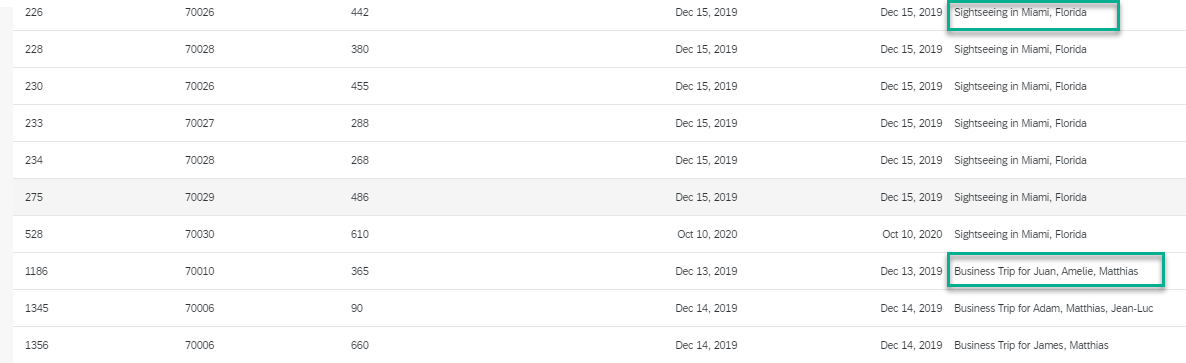 226 70026 442 Dec 15, 2019 Dec 15, 2019 Sightseeing in Miami, Florida
228 70028 380 Dec 15, 2019 Dec 15, 2019 Sightseeing in Miami, Florida
230 70026 455 Dec 15, 2019 Dec 15, 2019 Sightseeing in Miami, Florida
233 70027 288 Dec 15, 2019 Dec 15, 2019 Sightseeing in Miami, Florida
234 70028 268 Dec 15, 2019 Dec 15, 2019 Sightseeing in Miami, Florida
275 70029 486 Dec 15, 2019 Dec 15, 2019 Sightseeing in Miami, Florida
528 70030 610 Oct 10, 2020 Oct 10, 2020 Sightseeing in Miami, Florida
1186 70010 365 Dec 13, 2019 Dec 13, 2019 Business Trip for Juan, Amelie, Matthias
1345 70006 90 Dec 14, 2019 Dec 14, 2019 Business Trip for Adam, Matthias, Jean-Luc
1356 70006 660 Dec 14, 2019 Dec 14, 2019 Business Trip for James, Matthias